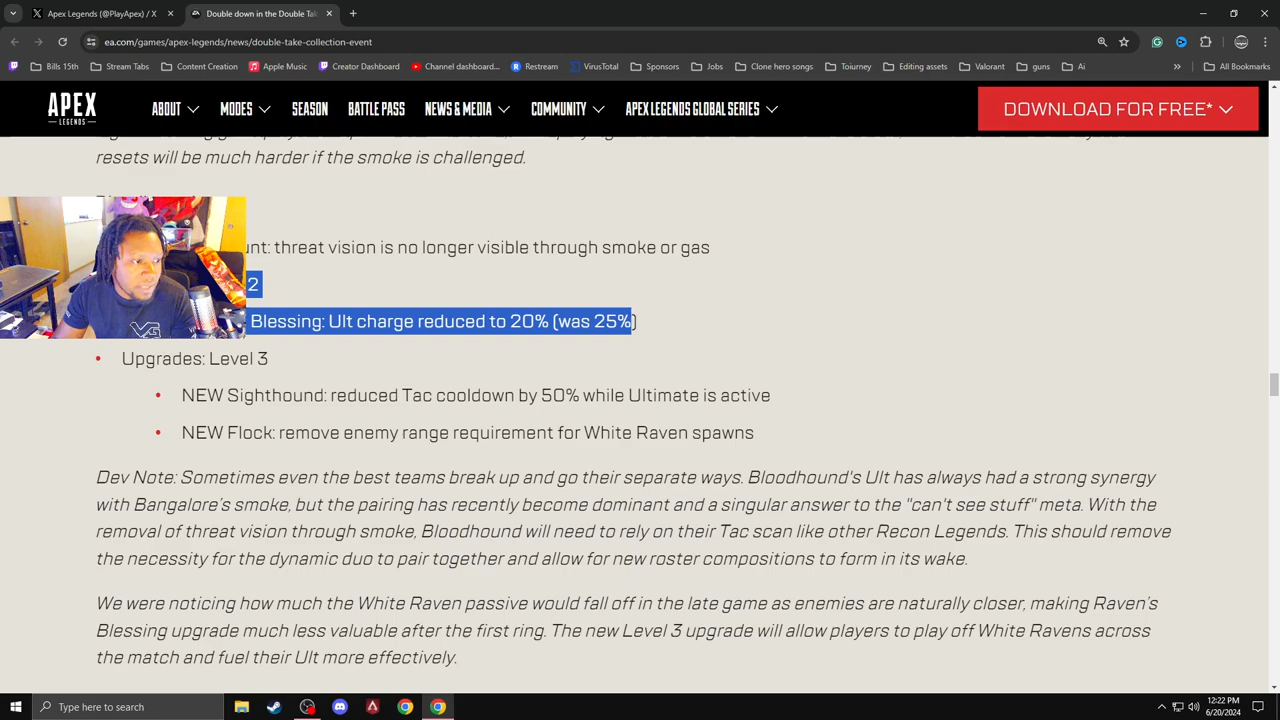 Apex Legends (@PlayApex) / X
Double down in the Double Tak
ea.com/games/apex-legends/news/double-take-collection-event
Bills 15th
Stream Tabs
Content Creation
Apple Music
Creator Dashboard
Channel dashboard...
Restream
VirusTotal
Sponsors
Jobs
Clone hero songs
Toiurney
Editing assets
Valorant
guns
Ai
All Bookmarks
APEX
LEGENDS
ABOUT
MODES
SEASON
BATTLE PASS
NEWS & MEDIA
COMMUNITY
APEX LEGENDS GLOBAL SERIES
DOWNLOAD FOR FREE*
resets will be much harder if the smoke is challenged.
unt: threat vision is no longer visible through smoke or gas
2
Blessing: Ult charge reduced to 20% (was 25%)
• Upgrades: Level 3
• NEW Sighthound: reduced Tac cooldown by 50% while Ultimate is active
• NEW Flock: remove enemy range requirement for White Raven spawns
Dev Note: Sometimes even the best teams break up and go their separate ways. Bloodhound's Ult has always had a strong synergy
with Bangalore's smoke, but the pairing has recently become dominant and a singular answer to the "can't see stuff" meta. With the
removal of threat vision through smoke, Bloodhound will need to rely on their Tac scan like other Recon Legends. This should remove
the necessity for the dynamic duo to pair together and allow for new roster compositions to form in its wake.
We were noticing how much the White Raven passive would fall off in the late game as enemies are naturally closer, making Raven's
Blessing upgrade much less valuable after the first ring. The new Level 3 upgrade will allow players to play off White Ravens across
the match and fuel their Ult more effectively.
Type here to search
12:22 PM
6/20/2024